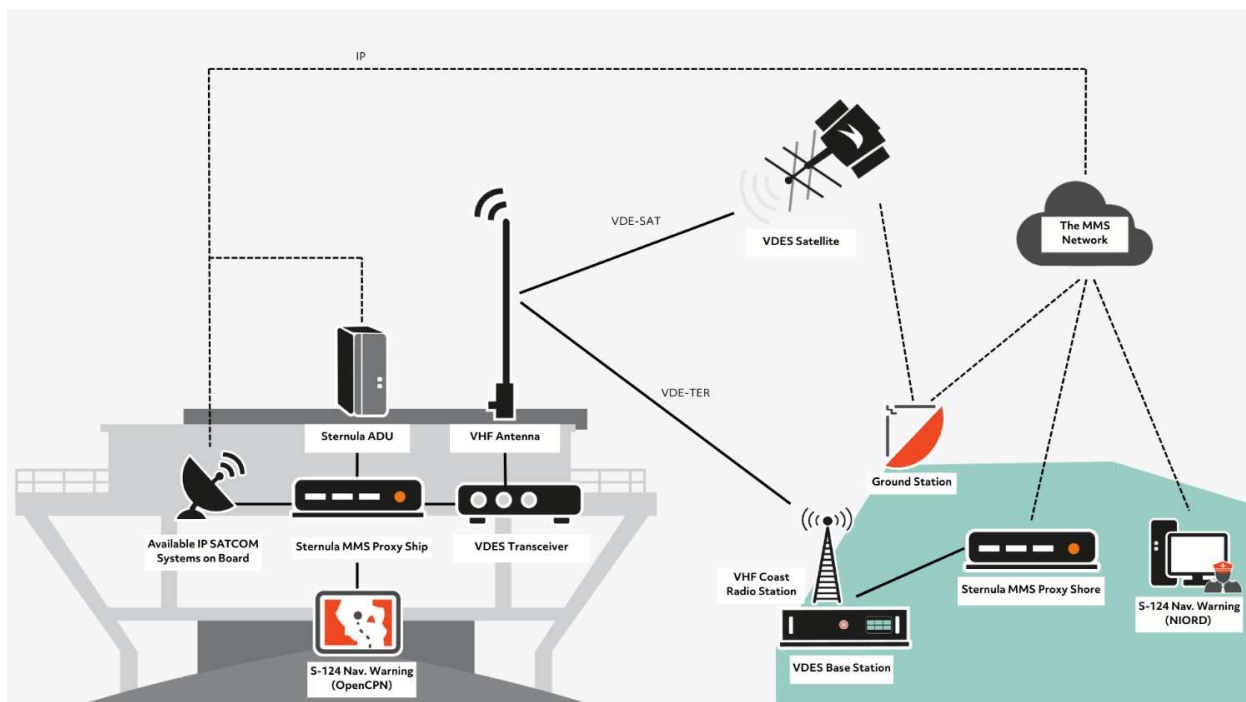 IP
VDE-SAT
VDES Satellite
The MMS
Network
VDE-TER
Sternula ADU
VHF Antenna
Ground Station
Available IP SATCOM
Systems on Board
Sternula MMS Proxy Ship
VDES Transceiver
VHF Coast
Radio Station
Sternula MMS Proxy Shore
S-124 Nav. Warning
(NIORD)
S-124 Nav. Warning
(OpenCPN)
VDES Base Station